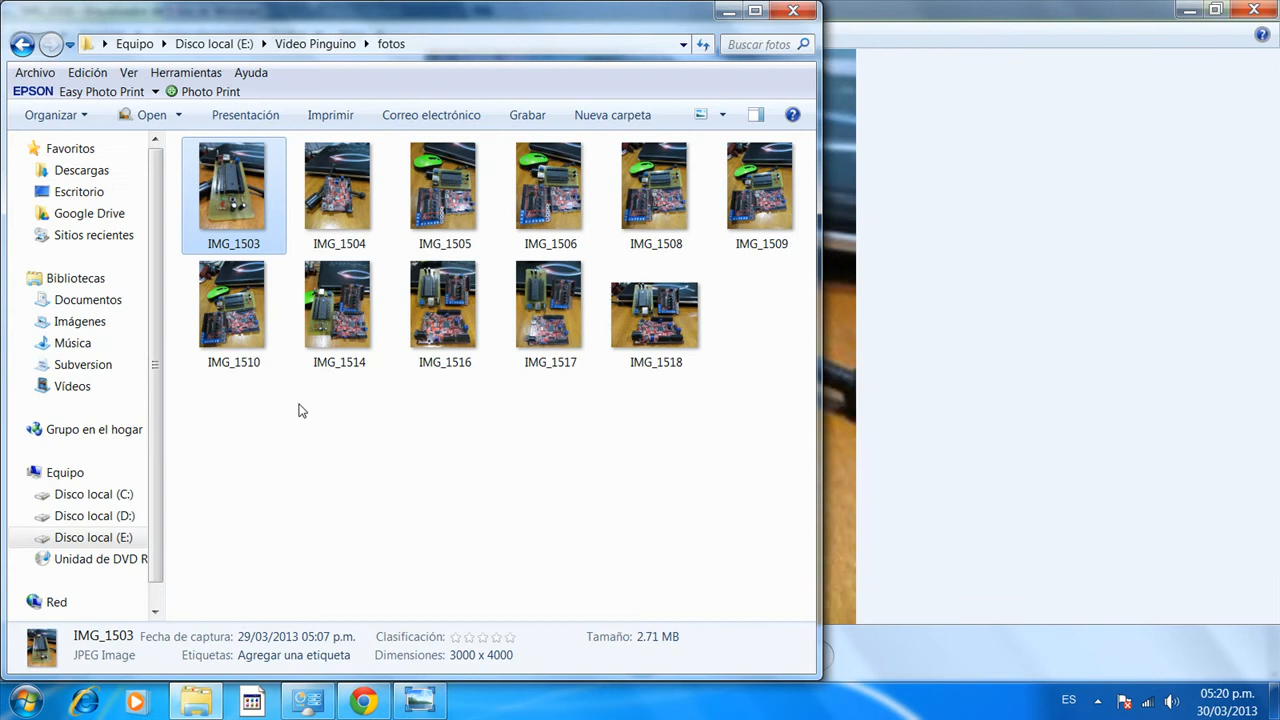 Equipo Disco local (E:) Video Pinguino fotos Buscar fotos
Archivo Edición Ver Herramientas Ayuda
EPSON Easy Photo Print Photo Print
Organizar Open Presentación Imprimir Correo electrónico Grabar Nueva carpeta
Favoritos
Descargas
Escritorio
Google Drive
Sitios recientes
Bibliotecas
Documentos
Imágenes
Música
Subversion
Vídeos
Grupo en el hogar
Equipo
Disco local (C:)
Disco local (D:)
Disco local (E:)
Unidad de DVD R
Red
IMG_1503 IMG_1504 IMG_1505 IMG_1506 IMG_1508 IMG_1509
IMG_1510 IMG_1514 IMG_1516 IMG_1517 IMG_1518
IMG_1503 Fecha de captura: 29/03/2013 05:07 p.m. Clasificación: Tamaño: 2.71 MB
JPEG Image Etiquetas: Agregar una etiqueta Dimensiones: 3000 x 4000
ES
05:20 p.m.
30/03/2013